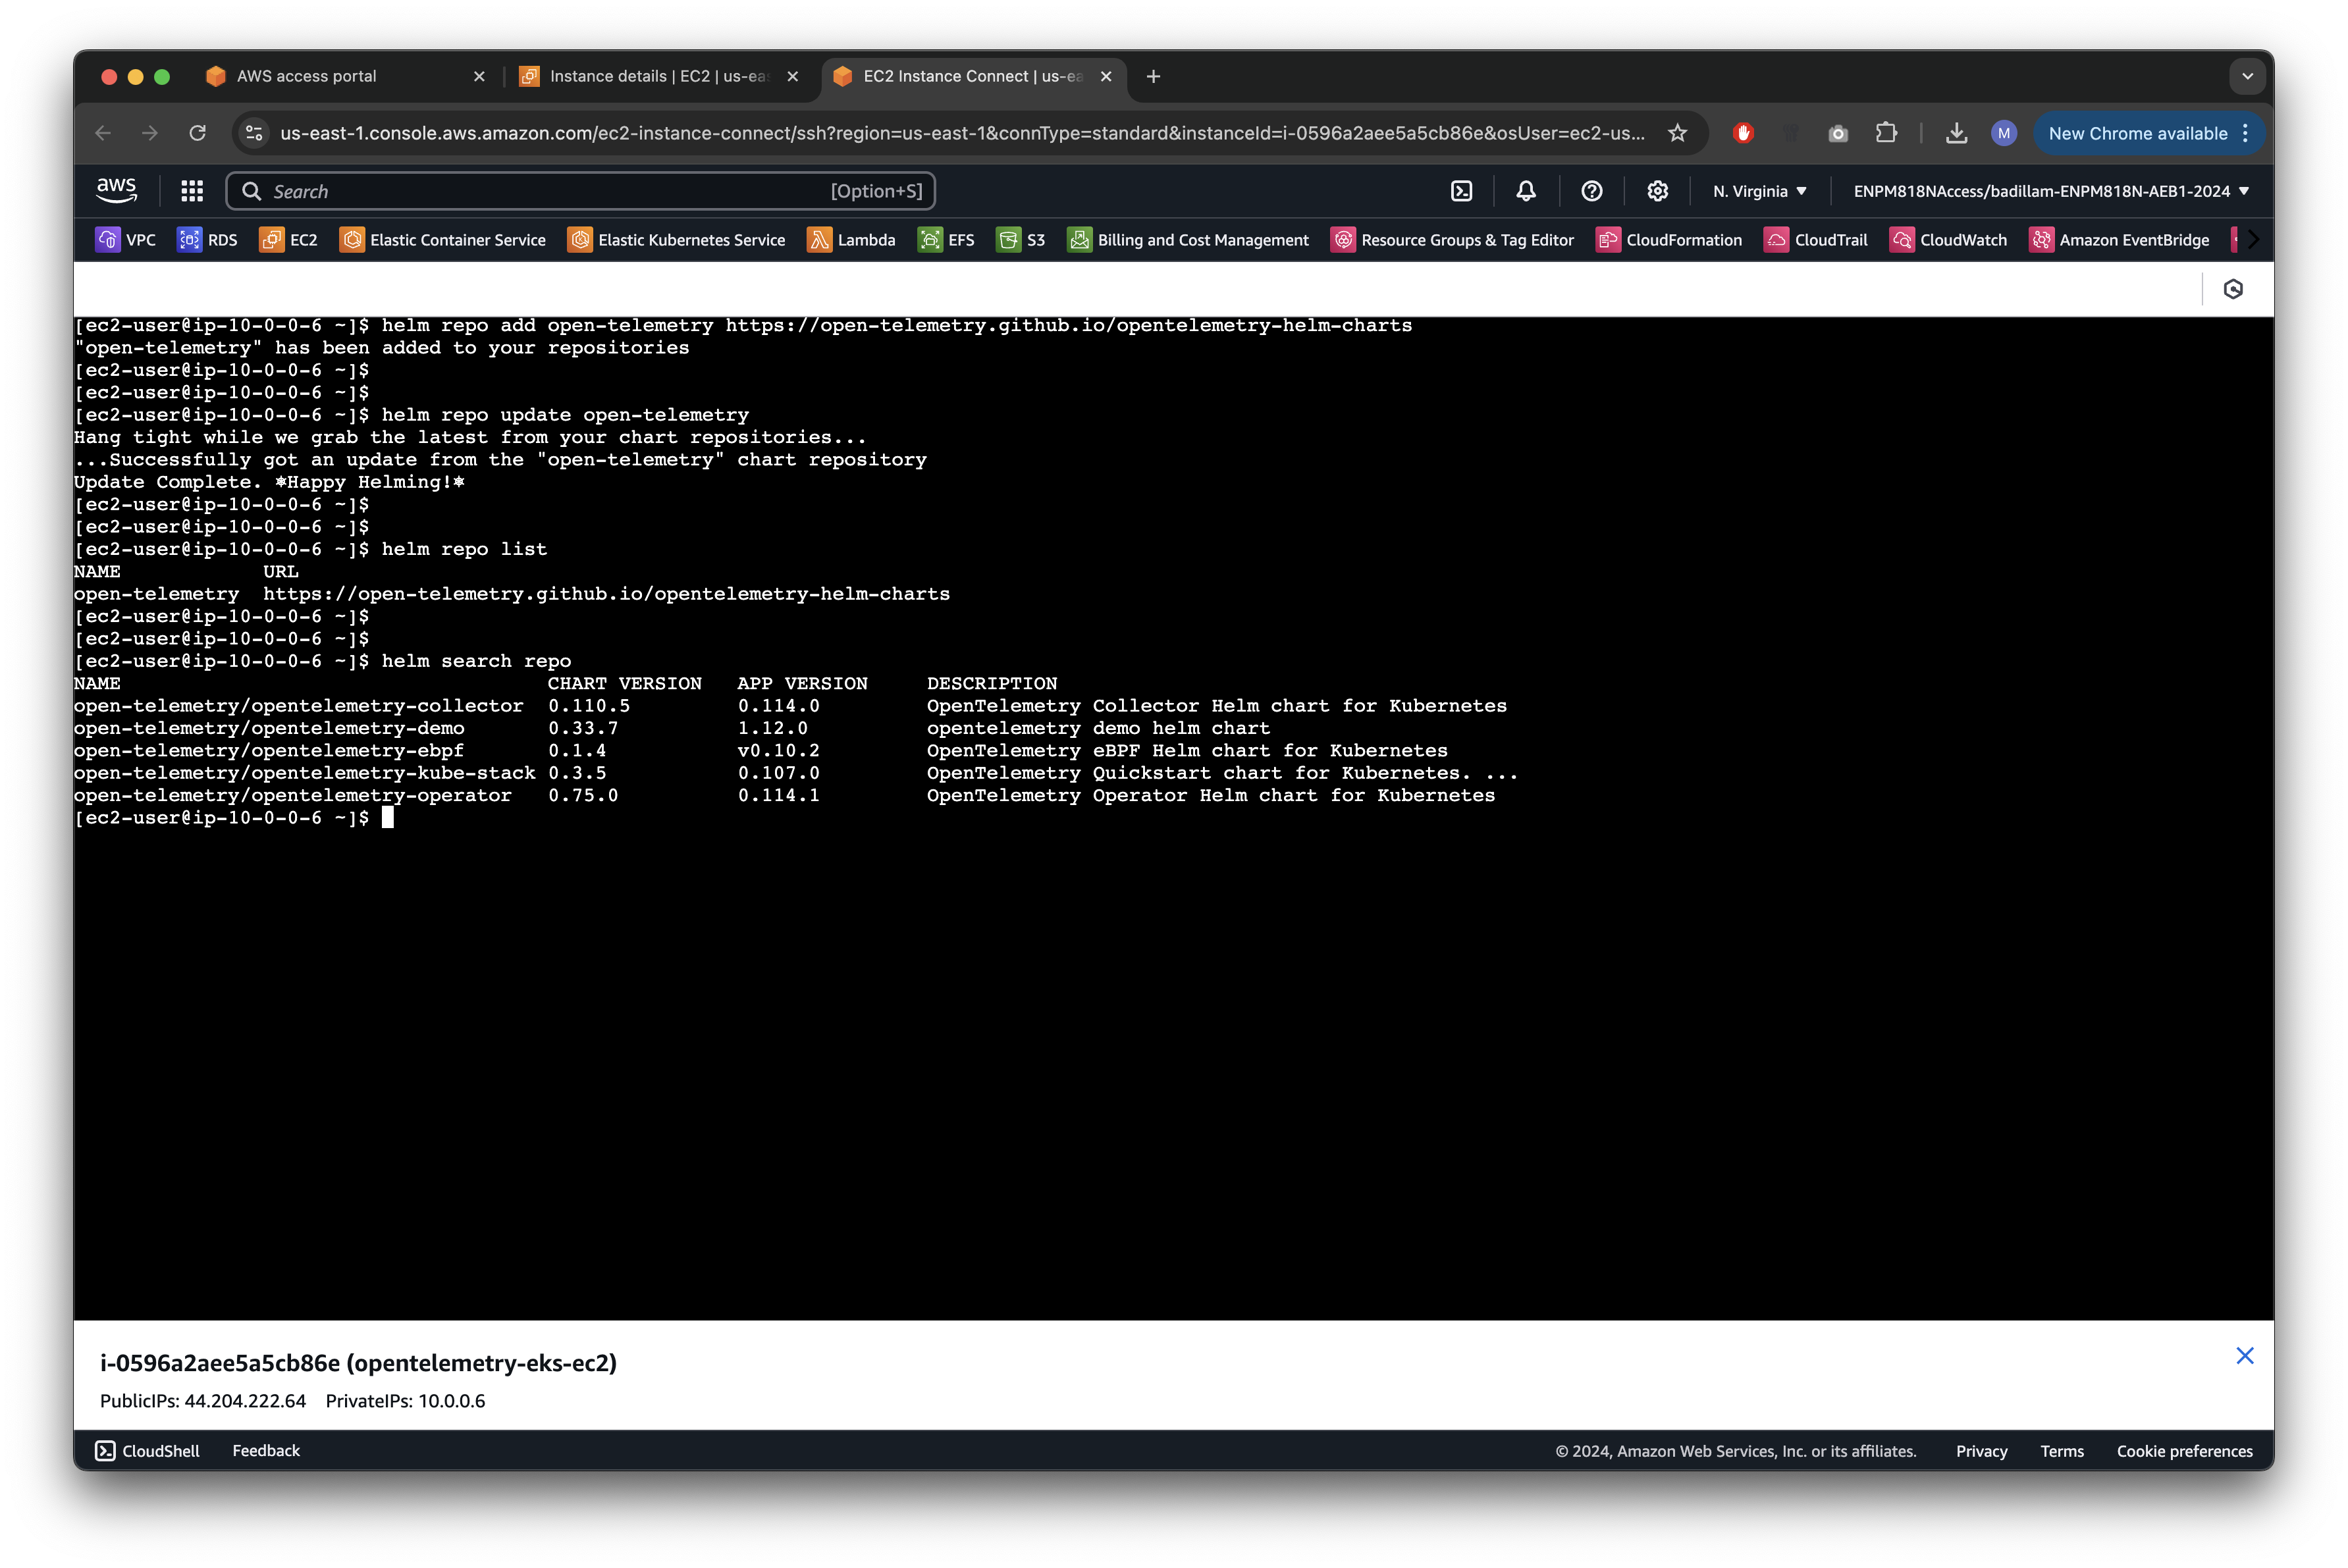 AWS access portal
Instance details | EC2 | us-eas
EC2 Instance Connect | us-ea
us-east-1.console.aws.amazon.com/ec2-instance-connect/ssh?region=us-east-1&connType=standard&instanceId=i-0596a2aee5a5cb86e&osUser=ec2-us...
M
New Chrome available
aws
Search
[Option+S]
N. Virginia
ENPM818NAccess/badillam-ENPM818N-AEB1-2024
VPC
RDS
EC2
Elastic Container Service
Elastic Kubernetes Service
Lambda
EFS
S3
Billing and Cost Management
Resource Groups & Tag Editor
CloudFormation
CloudTrail
CloudWatch
Amazon EventBridge
[ec2-user@ip-10-0-0-6 ~]$ helm repo add open-telemetry https://open-telemetry.github.io/opentelemetry-helm-charts
"open-telemetry" has been added to your repositories
[ec2-user@ip-10-0-0-6 ~]$
[ec2-user@ip-10-0-0-6 ~]$
[ec2-user@ip-10-0-0-6 ~]$ helm repo update open-telemetry
Hang tight while we grab the latest from your chart repositories...
...Successfully got an update from the "open-telemetry" chart repository
Update Complete. ⎈Happy Helming!⎈
[ec2-user@ip-10-0-0-6 ~]$
[ec2-user@ip-10-0-0-6 ~]$
[ec2-user@ip-10-0-0-6 ~]$ helm repo list
NAME URL
open-telemetry https://open-telemetry.github.io/opentelemetry-helm-charts
[ec2-user@ip-10-0-0-6 ~]$
[ec2-user@ip-10-0-0-6 ~]$
[ec2-user@ip-10-0-0-6 ~]$ helm search repo
NAME CHART VERSION APP VERSION DESCRIPTION
open-telemetry/opentelemetry-collector 0.110.5 0.114.0 OpenTelemetry Collector Helm chart for Kubernetes
open-telemetry/opentelemetry-demo 0.33.7 1.12.0 opentelemetry demo helm chart
open-telemetry/opentelemetry-ebpf 0.1.4 v0.10.2 OpenTelemetry eBPF Helm chart for Kubernetes
open-telemetry/opentelemetry-kube-stack 0.3.5 0.107.0 OpenTelemetry Quickstart chart for Kubernetes. ...
open-telemetry/opentelemetry-operator 0.75.0 0.114.1 OpenTelemetry Operator Helm chart for Kubernetes
[ec2-user@ip-10-0-0-6 ~]$
i-0596a2aee5a5cb86e (opentelemetry-eks-ec2)
PublicIPs: 44.204.222.64 PrivateIPs: 10.0.0.6
CloudShell
Feedback
© 2024, Amazon Web Services, Inc. or its affiliates.
Privacy
Terms
Cookie preferences